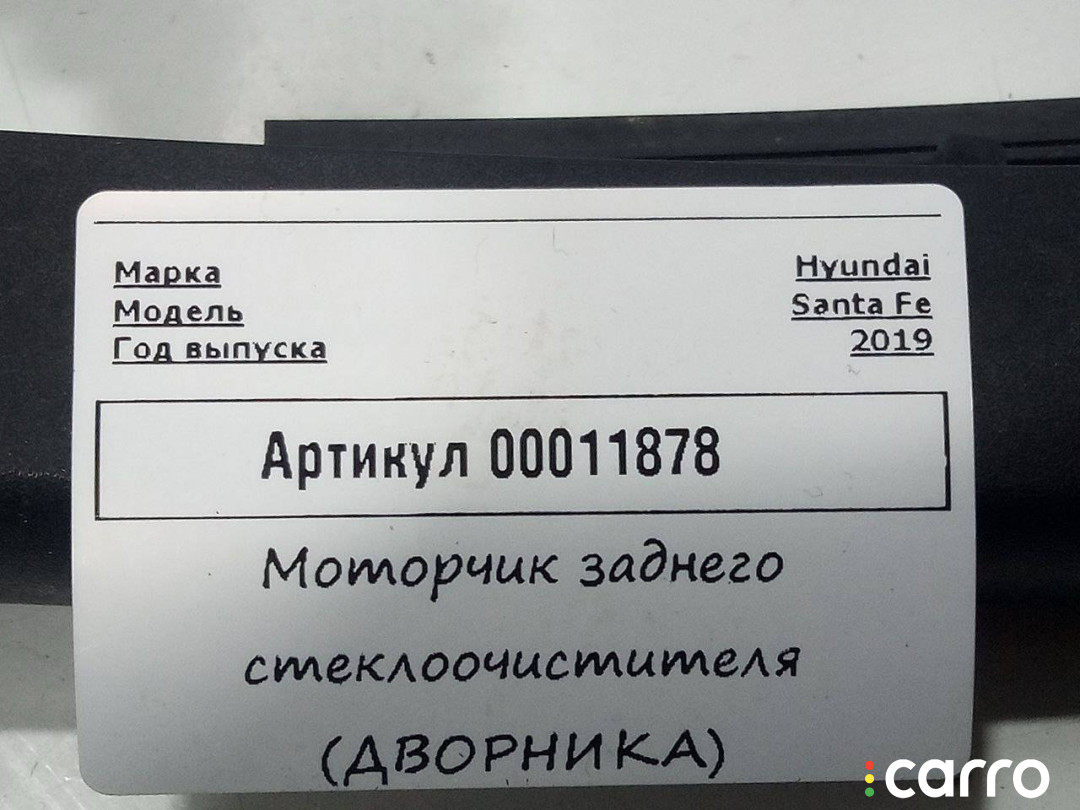 Марка Hyundai
Модель Santa Fe
Год выпуска 2019
Артикул 00011878
Моторчик заднего
стеклоочистителя
(ДВОРНИКА)
carro